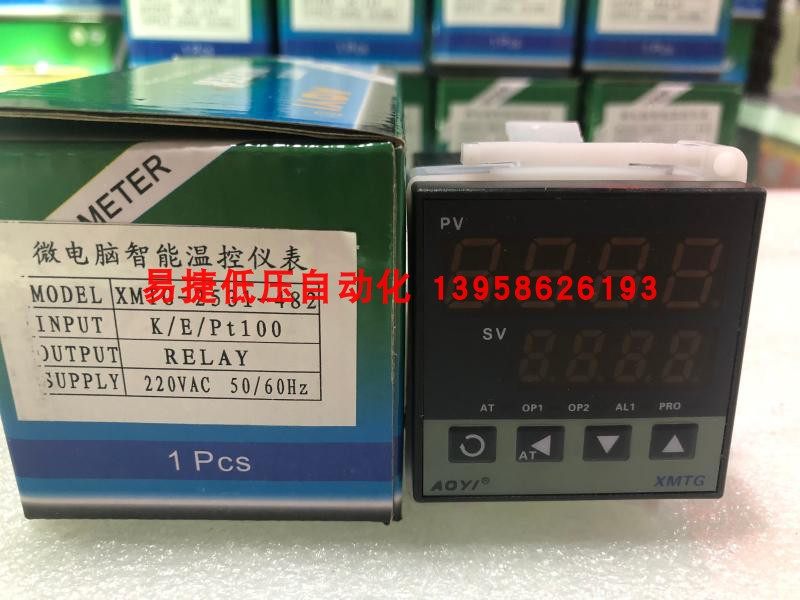 METER
微电脑智能温控仪表
MODEL
INPUT K/E/Pt100
OUTPUT RELAY
SUPPLY 220VAC 50/60Hz
1 Pcs
易捷低压自动化 13958626193
PV
SV
AT OP1 OP2 AL1 PRO
AT
AOYI® XMTG